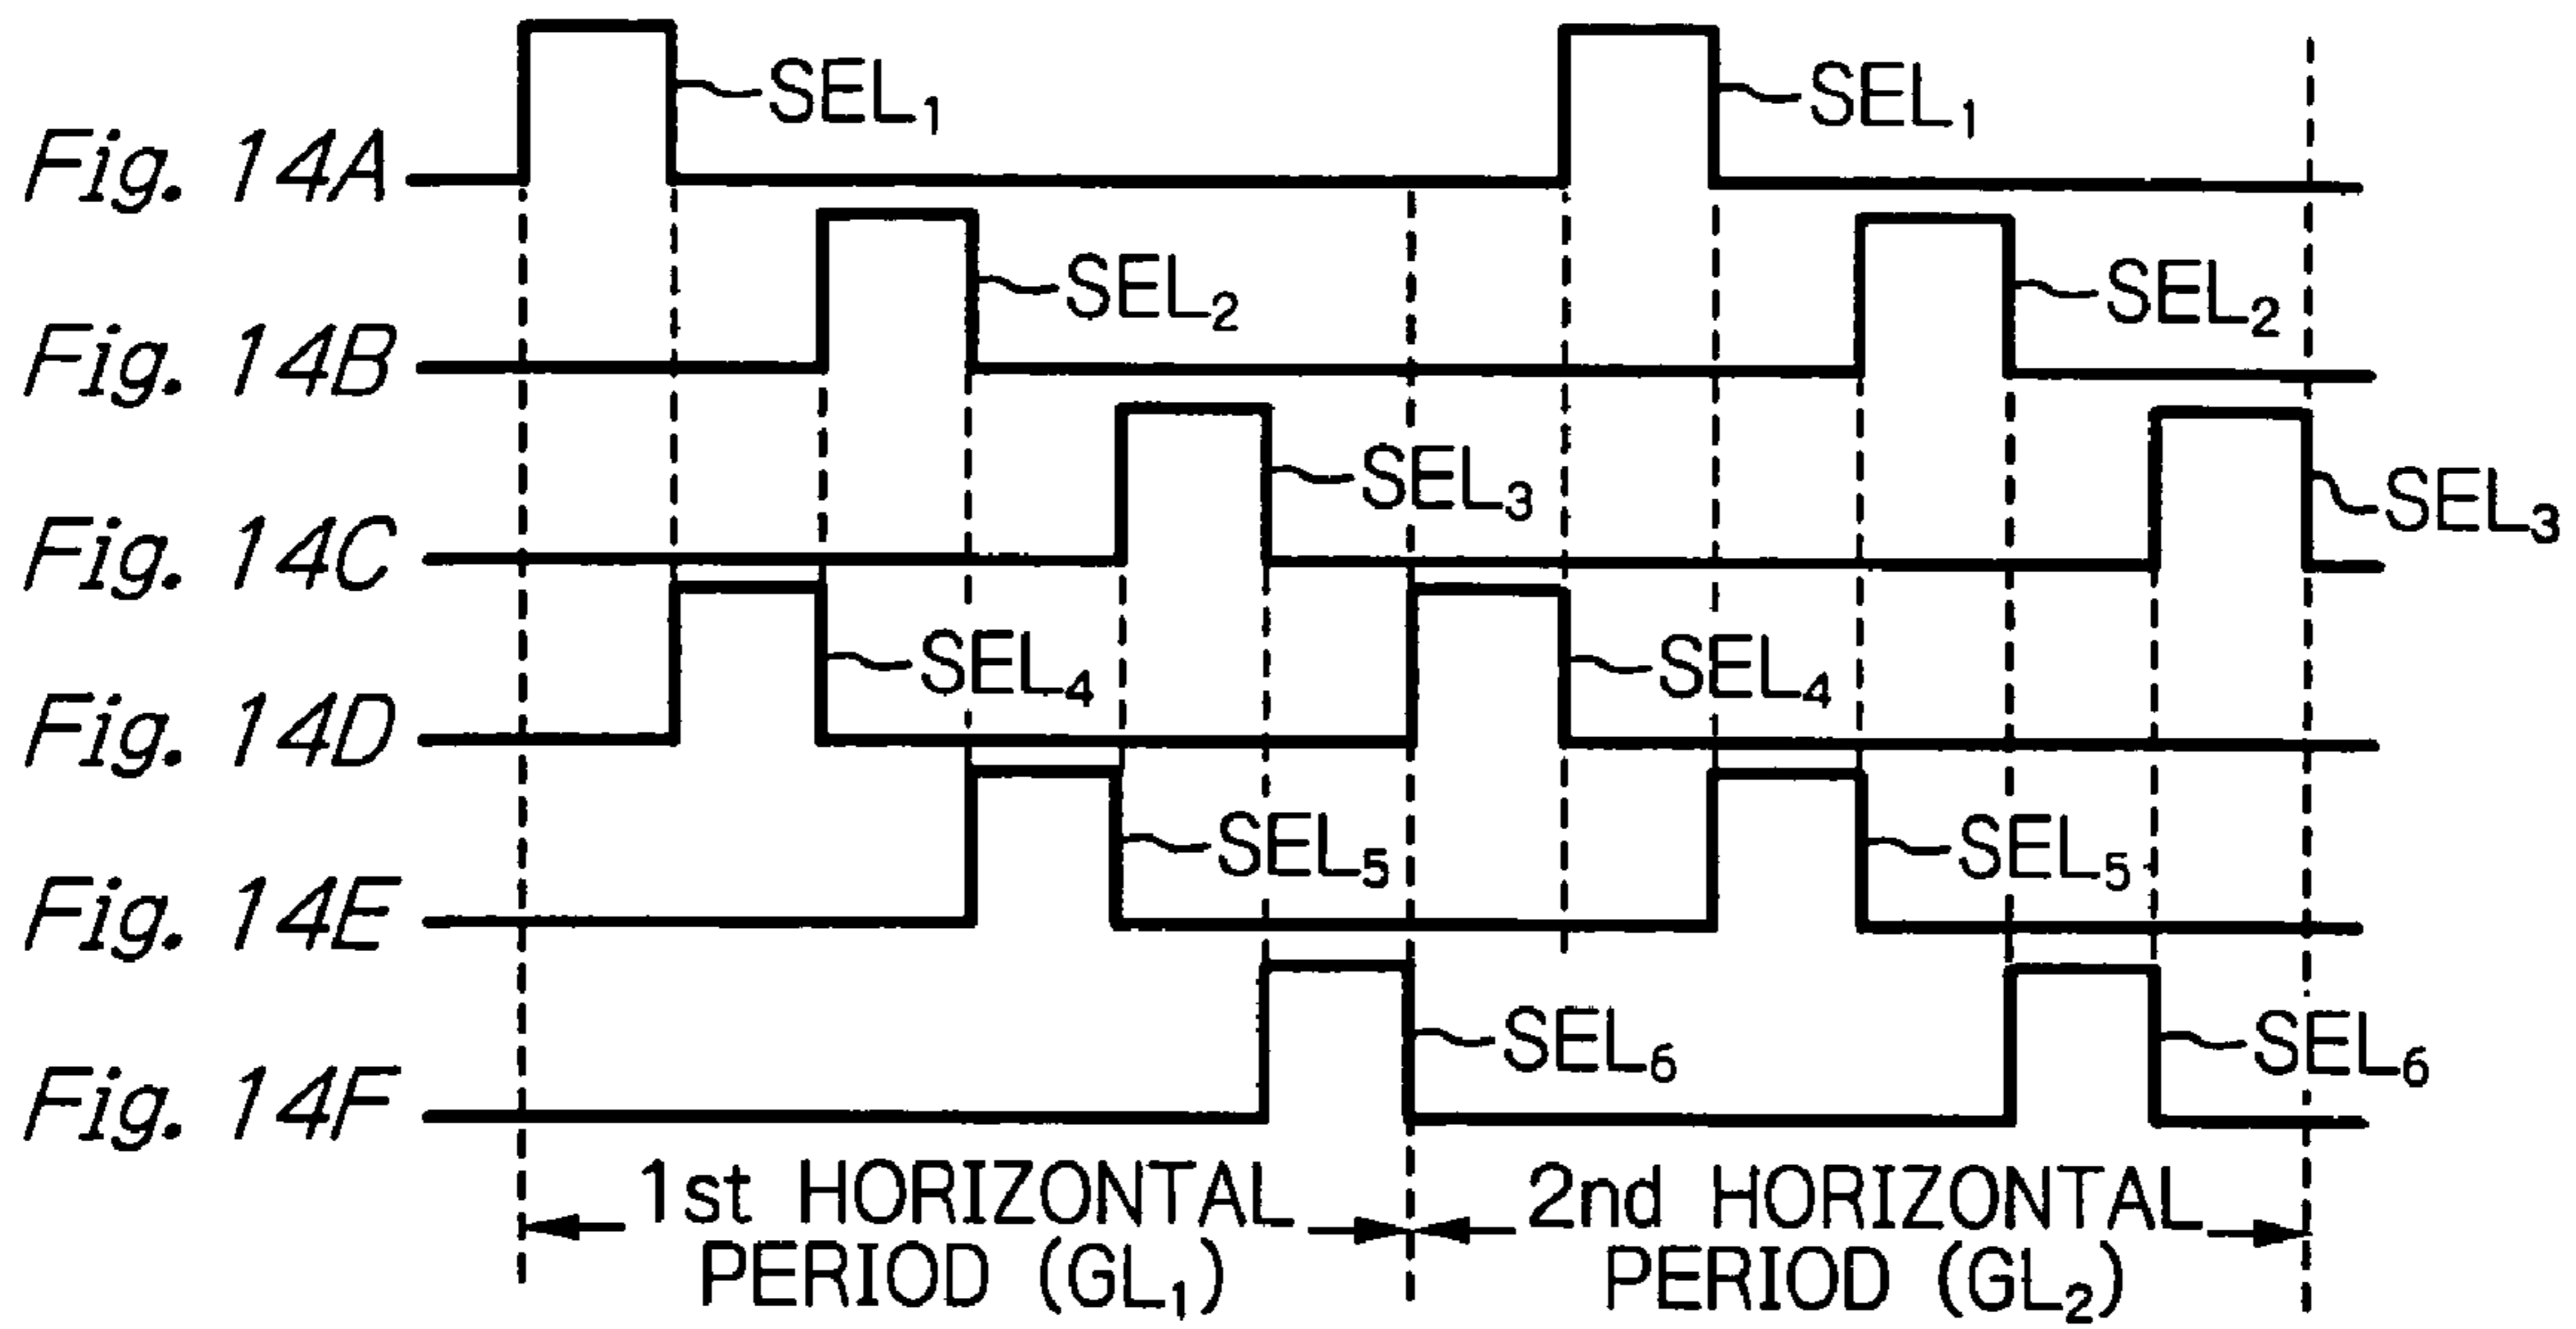 Fig. 14A SEL₁ SEL₁
Fig. 14B SEL₂ SEL₂
Fig. 14C SEL₃ SEL₃
Fig. 14D SEL₄ SEL₄
Fig. 14E SEL₅ SEL₅
Fig. 14F SEL₆ SEL₆
1st HORIZONTAL
PERIOD (GL₁)
2nd HORIZONTAL
PERIOD (GL₂)